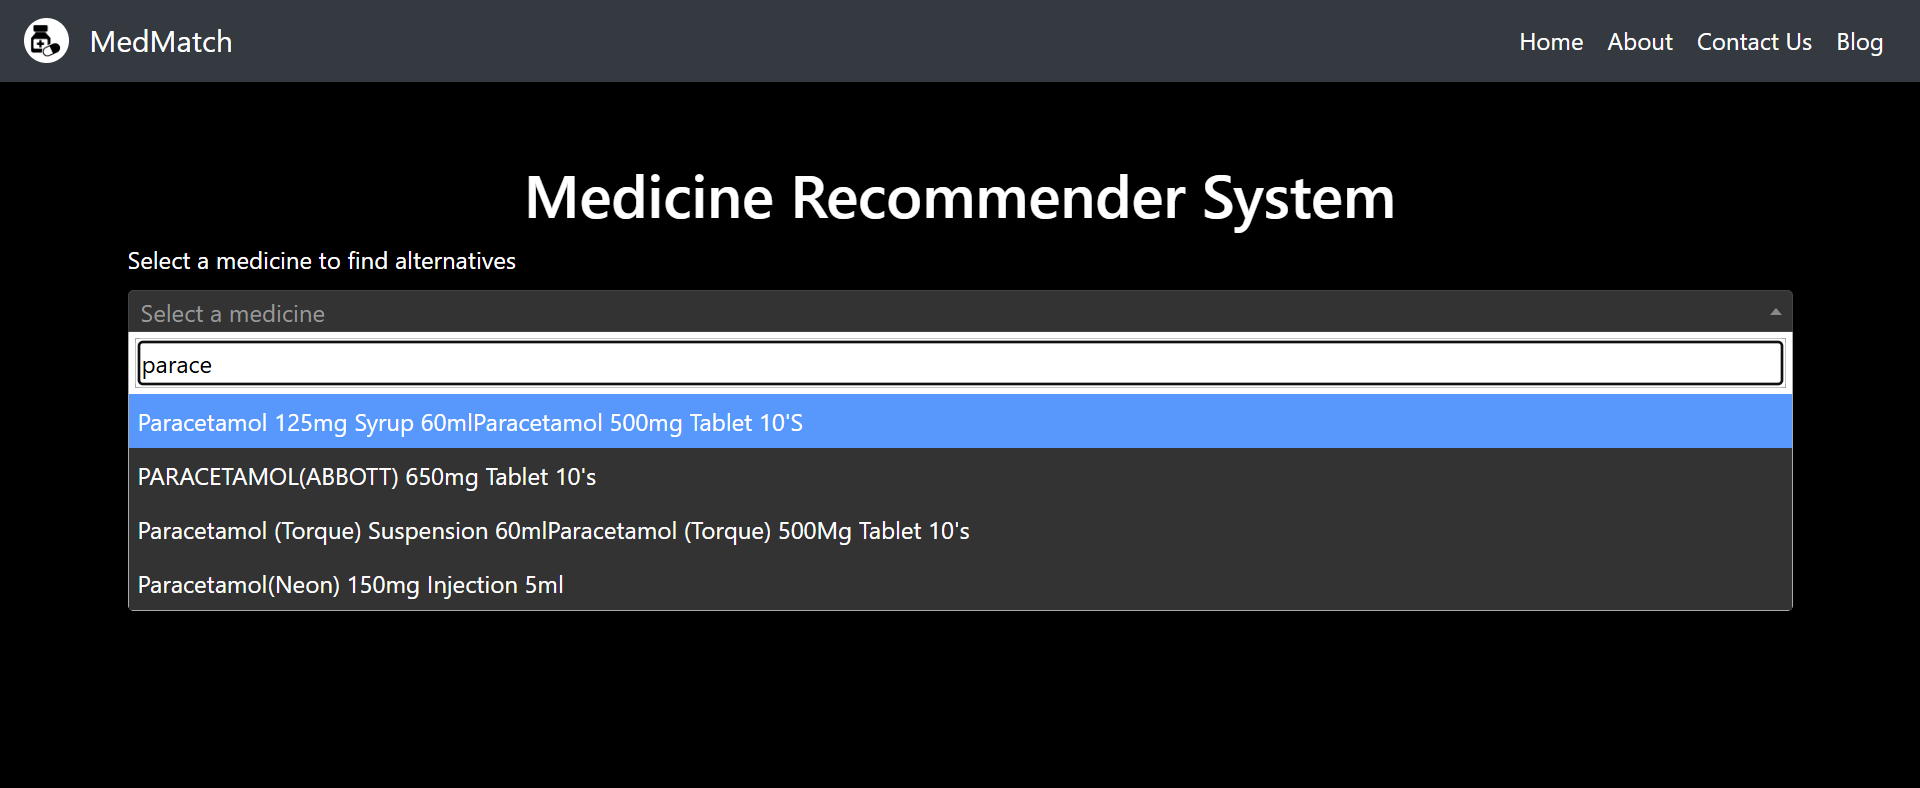 MedMatch
Home About Contact Us Blog
Medicine Recommender System
Select a medicine to find alternatives
Select a medicine
parace
Paracetamol 125mg Syrup 60mlParacetamol 500mg Tablet 10'S
PARACETAMOL(ABBOTT) 650mg Tablet 10's
Paracetamol (Torque) Suspension 60mlParacetamol (Torque) 500Mg Tablet 10's
Paracetamol(Neon) 150mg Injection 5ml